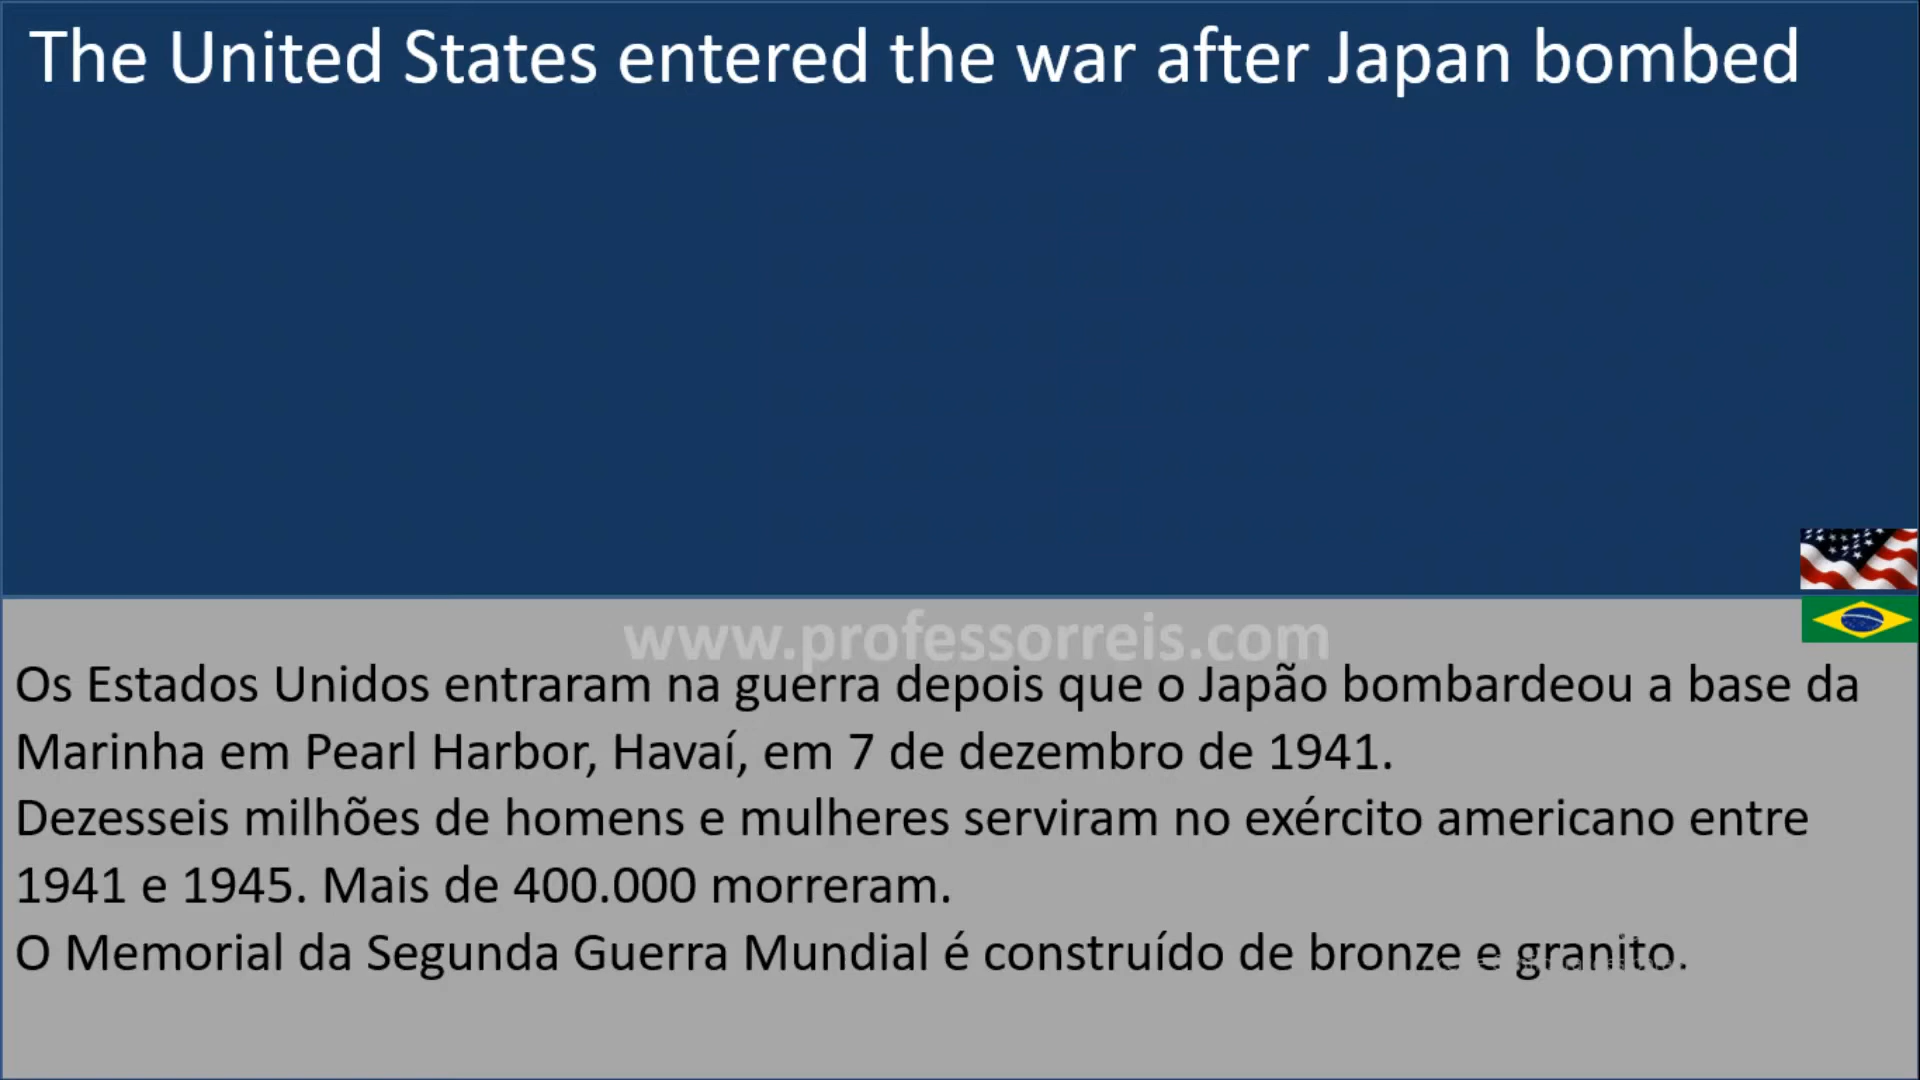 The United States entered the war after Japan bombed
www.professorreis.com
Os Estados Unidos entraram na guerra depois que o Japão bombardeou a base da
Marinha em Pearl Harbor, Havaí, em 7 de dezembro de 1941.
Dezesseis milhões de homens e mulheres serviram no exército americano entre
1941 e 1945. Mais de 400.000 morreram.
O Memorial da Segunda Guerra Mundial é construído de bronze e granito.